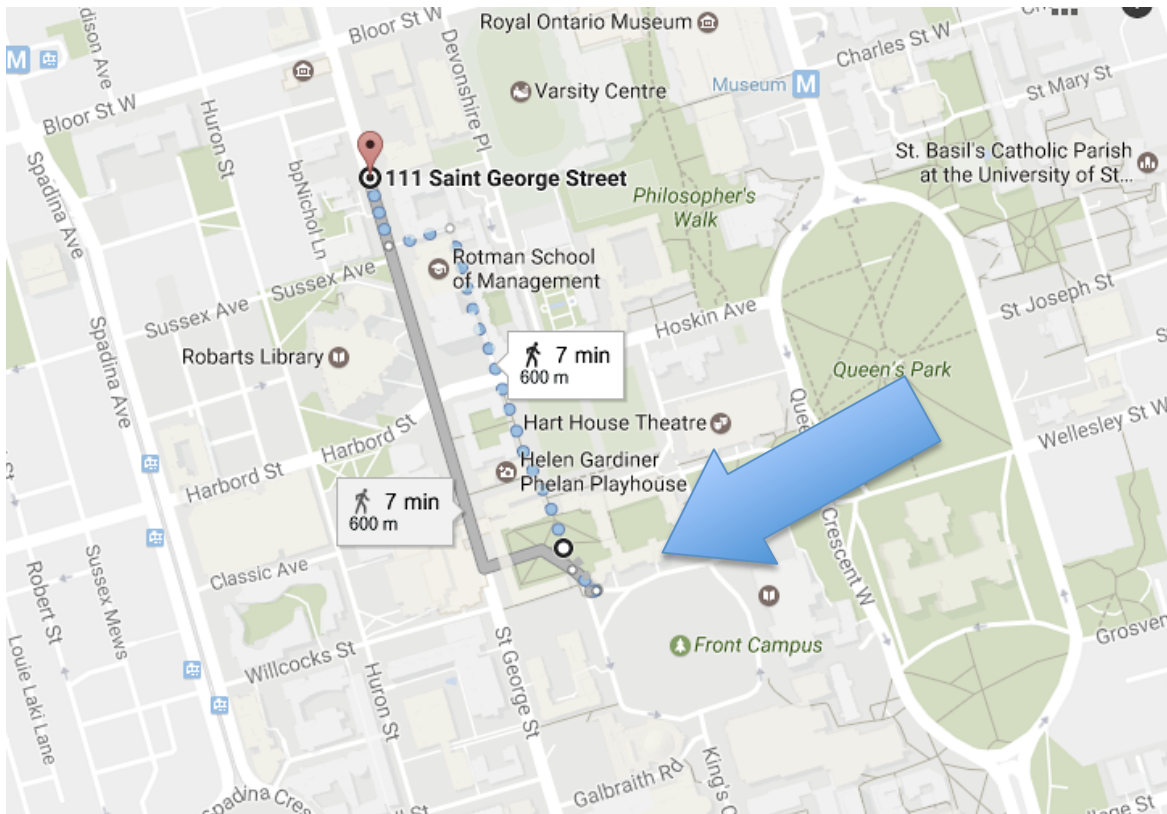 Bloor St W
Royal Ontario Museum
Charles St W
M
Devonshire Pl
Varsity Centre
Museum M
St Mary St
Bloor St W
Huron St
St. Basil's Catholic Parish
at the University of St...
Spadina Ave
bpNichol Ln
111 Saint George Street
Philosopher's
Walk
Sussex Ave
Rotman School
of Management
Sussex Ave
Hoskin Ave
St Joseph St
Spadina Ave
Robarts Library
7 min
600 m
Queen's Park
Harbord St
Hart House Theatre
Wellesley St W
Harbord St
Helen Gardiner
Phelan Playhouse
7 min
600 m
Crescent W
Classic Ave
Robert St
Sussex Mews
Louie Laki Lane
Willcocks St
Huron St
St George St
Front Campus
Galbraith Rd